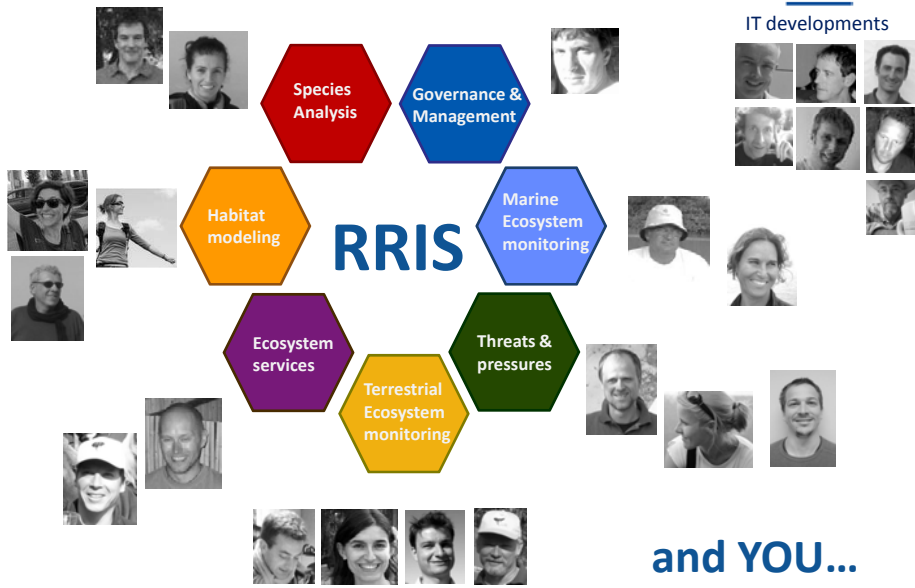 IT developments
Species
Analysis
Governance &
Management
Habitat
modeling
RRIS
Marine
Ecosystem
monitoring
Ecosystem
services
Threats &
pressures
Terrestrial
Ecosystem
monitoring
and YOU…